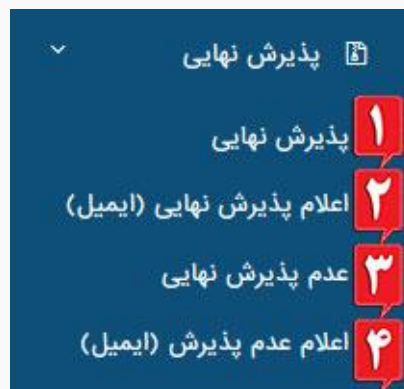 پذیرش نهایی
۱ پذیرش نهایی
۲ اعلام پذیرش نهایی (ایمیل)
۳ عدم پذیرش نهایی
۴ اعلام عدم پذیرش (ایمیل)